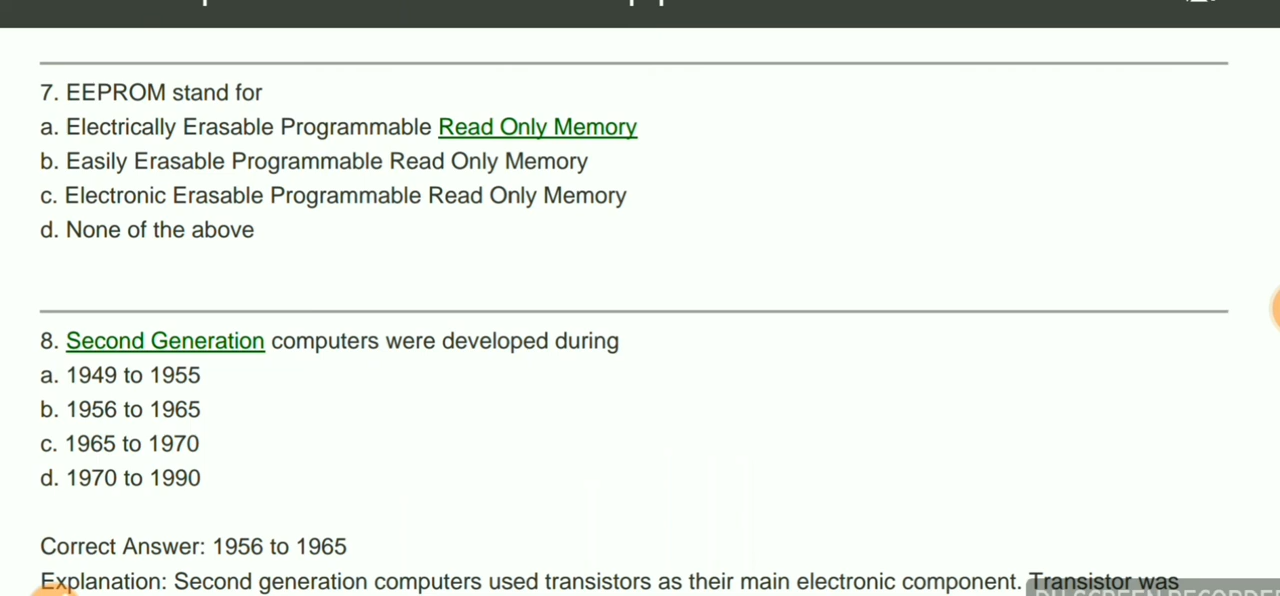 7. EEPROM stand for
a. Electrically Erasable Programmable Read Only Memory
b. Easily Erasable Programmable Read Only Memory
c. Electronic Erasable Programmable Read Only Memory
d. None of the above
8. Second Generation computers were developed during
a. 1949 to 1955
b. 1956 to 1965
c. 1965 to 1970
d. 1970 to 1990
Correct Answer: 1956 to 1965
Explanation: Second generation computers used transistors as their main electronic component. Transistor was